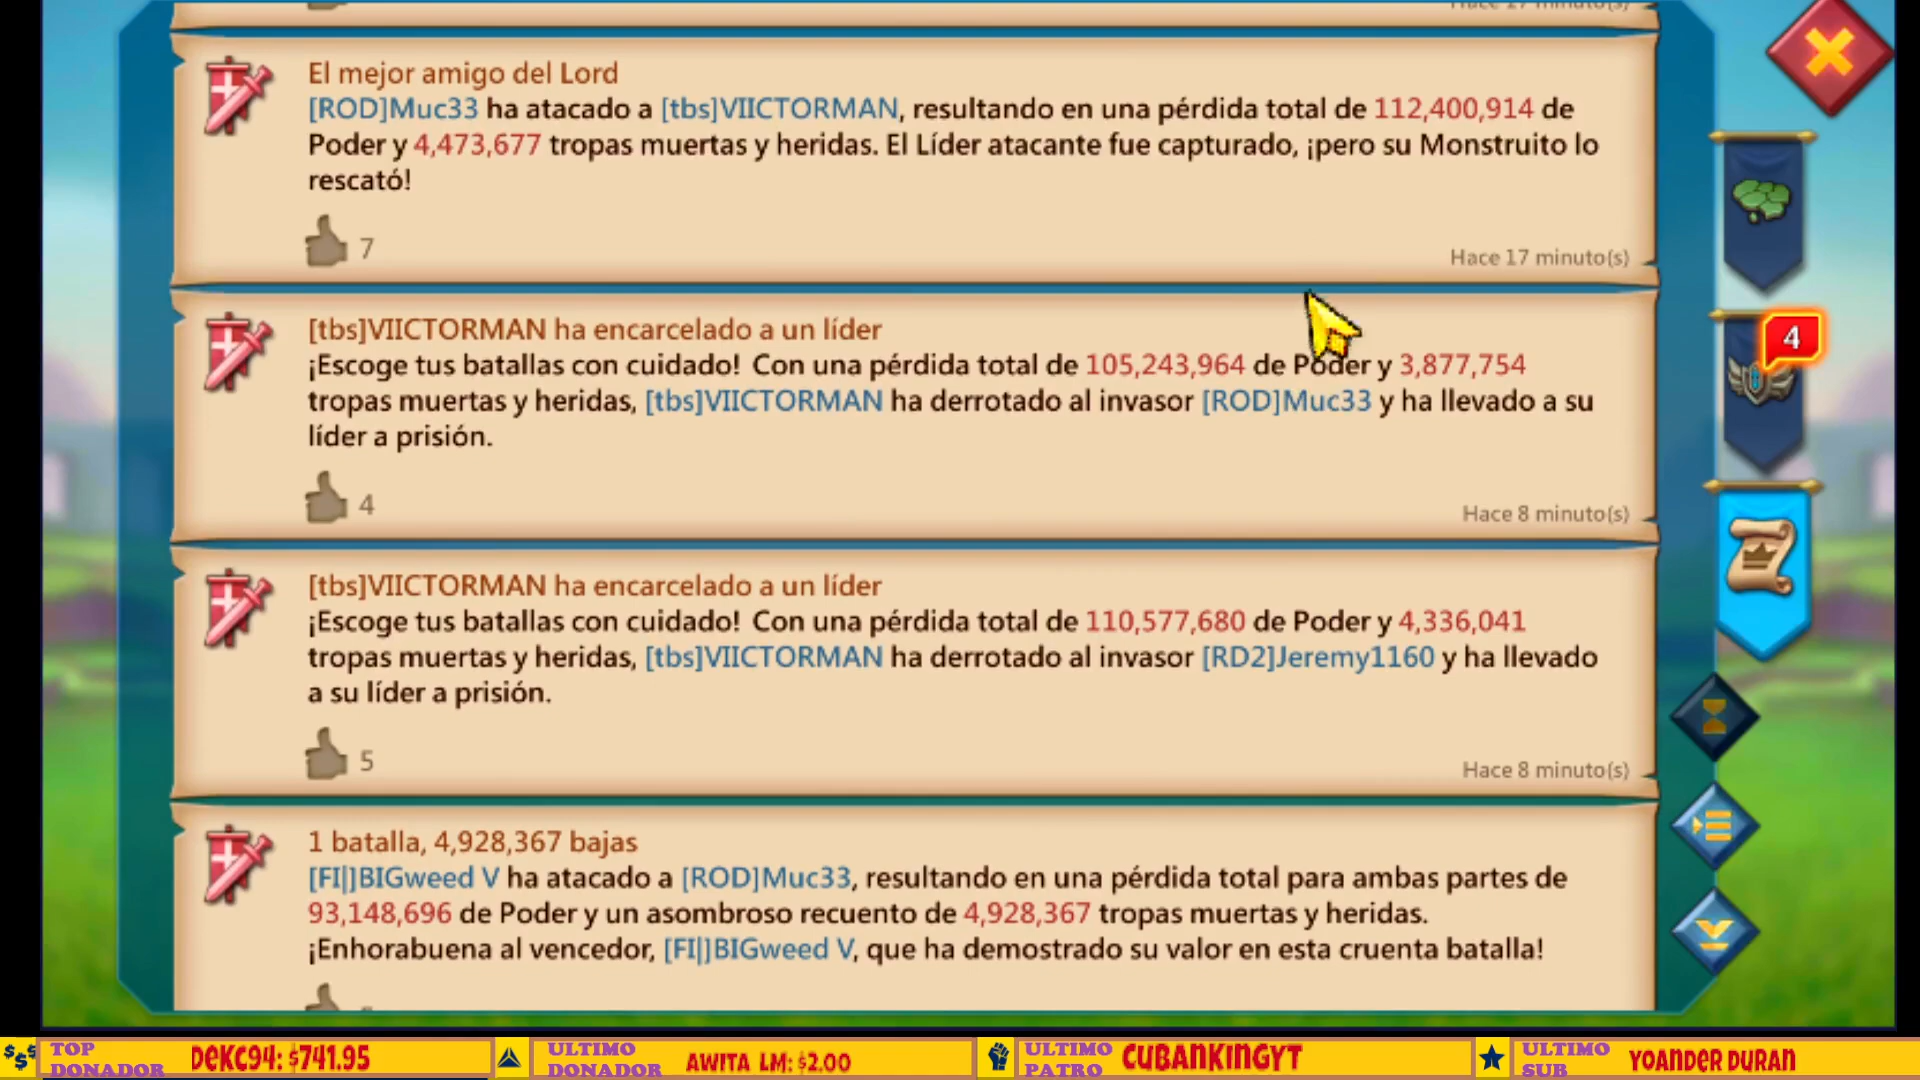 Hace 17 minuto(s)
El mejor amigo del Lord
[ROD]Muc33 ha atacado a [tbs]VIICTORMAN, resultando en una pérdida total de 112,400,914 de
Poder y 4,473,677 tropas muertas y heridas. El Líder atacante fue capturado, ¡pero su Monstruito lo
rescató!
7
Hace 17 minuto(s)
[tbs]VIICTORMAN ha encarcelado a un líder
¡Escoge tus batallas con cuidado! Con una pérdida total de 105,243,964 de Poder y 3,877,754
tropas muertas y heridas, [tbs]VIICTORMAN ha derrotado al invasor [ROD]Muc33 y ha llevado a su
líder a prisión.
4
Hace 8 minuto(s)
[tbs]VIICTORMAN ha encarcelado a un líder
¡Escoge tus batallas con cuidado! Con una pérdida total de 110,577,680 de Poder y 4,336,041
tropas muertas y heridas, [tbs]VIICTORMAN ha derrotado al invasor [RD2]Jeremy1160 y ha llevado
a su líder a prisión.
5
Hace 8 minuto(s)
1 batalla, 4,928,367 bajas
[FI|]BIGweed V ha atacado a [ROD]Muc33, resultando en una pérdida total para ambas partes de
93,148,696 de Poder y un asombroso recuento de 4,928,367 tropas muertas y heridas.
¡Enhorabuena al vencedor, [FI|]BIGweed V, que ha demostrado su valor en esta cruenta batalla!
4
$$$ TOP DONADOR DEKC94: $741.95
ULTIMO DONADOR AWITA LM: $2.00
ULTIMO PATRO CUBANKINGYT
ULTIMO SUB YOANDER DURAN